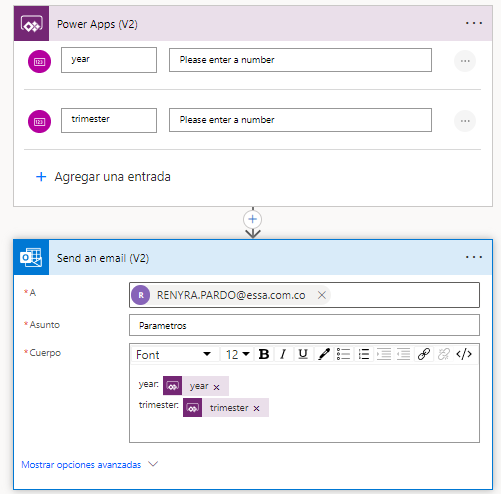 Power Apps (V2)
year Please enter a number
trimester Please enter a number
+ Agregar una entrada
Send an email (V2)
* A R RENYRA.PARDO@essa.com.co ×
* Asunto Parametros
* Cuerpo Font 12 B I U </>
year: year ×
trimester: trimester ×
Mostrar opciones avanzadas